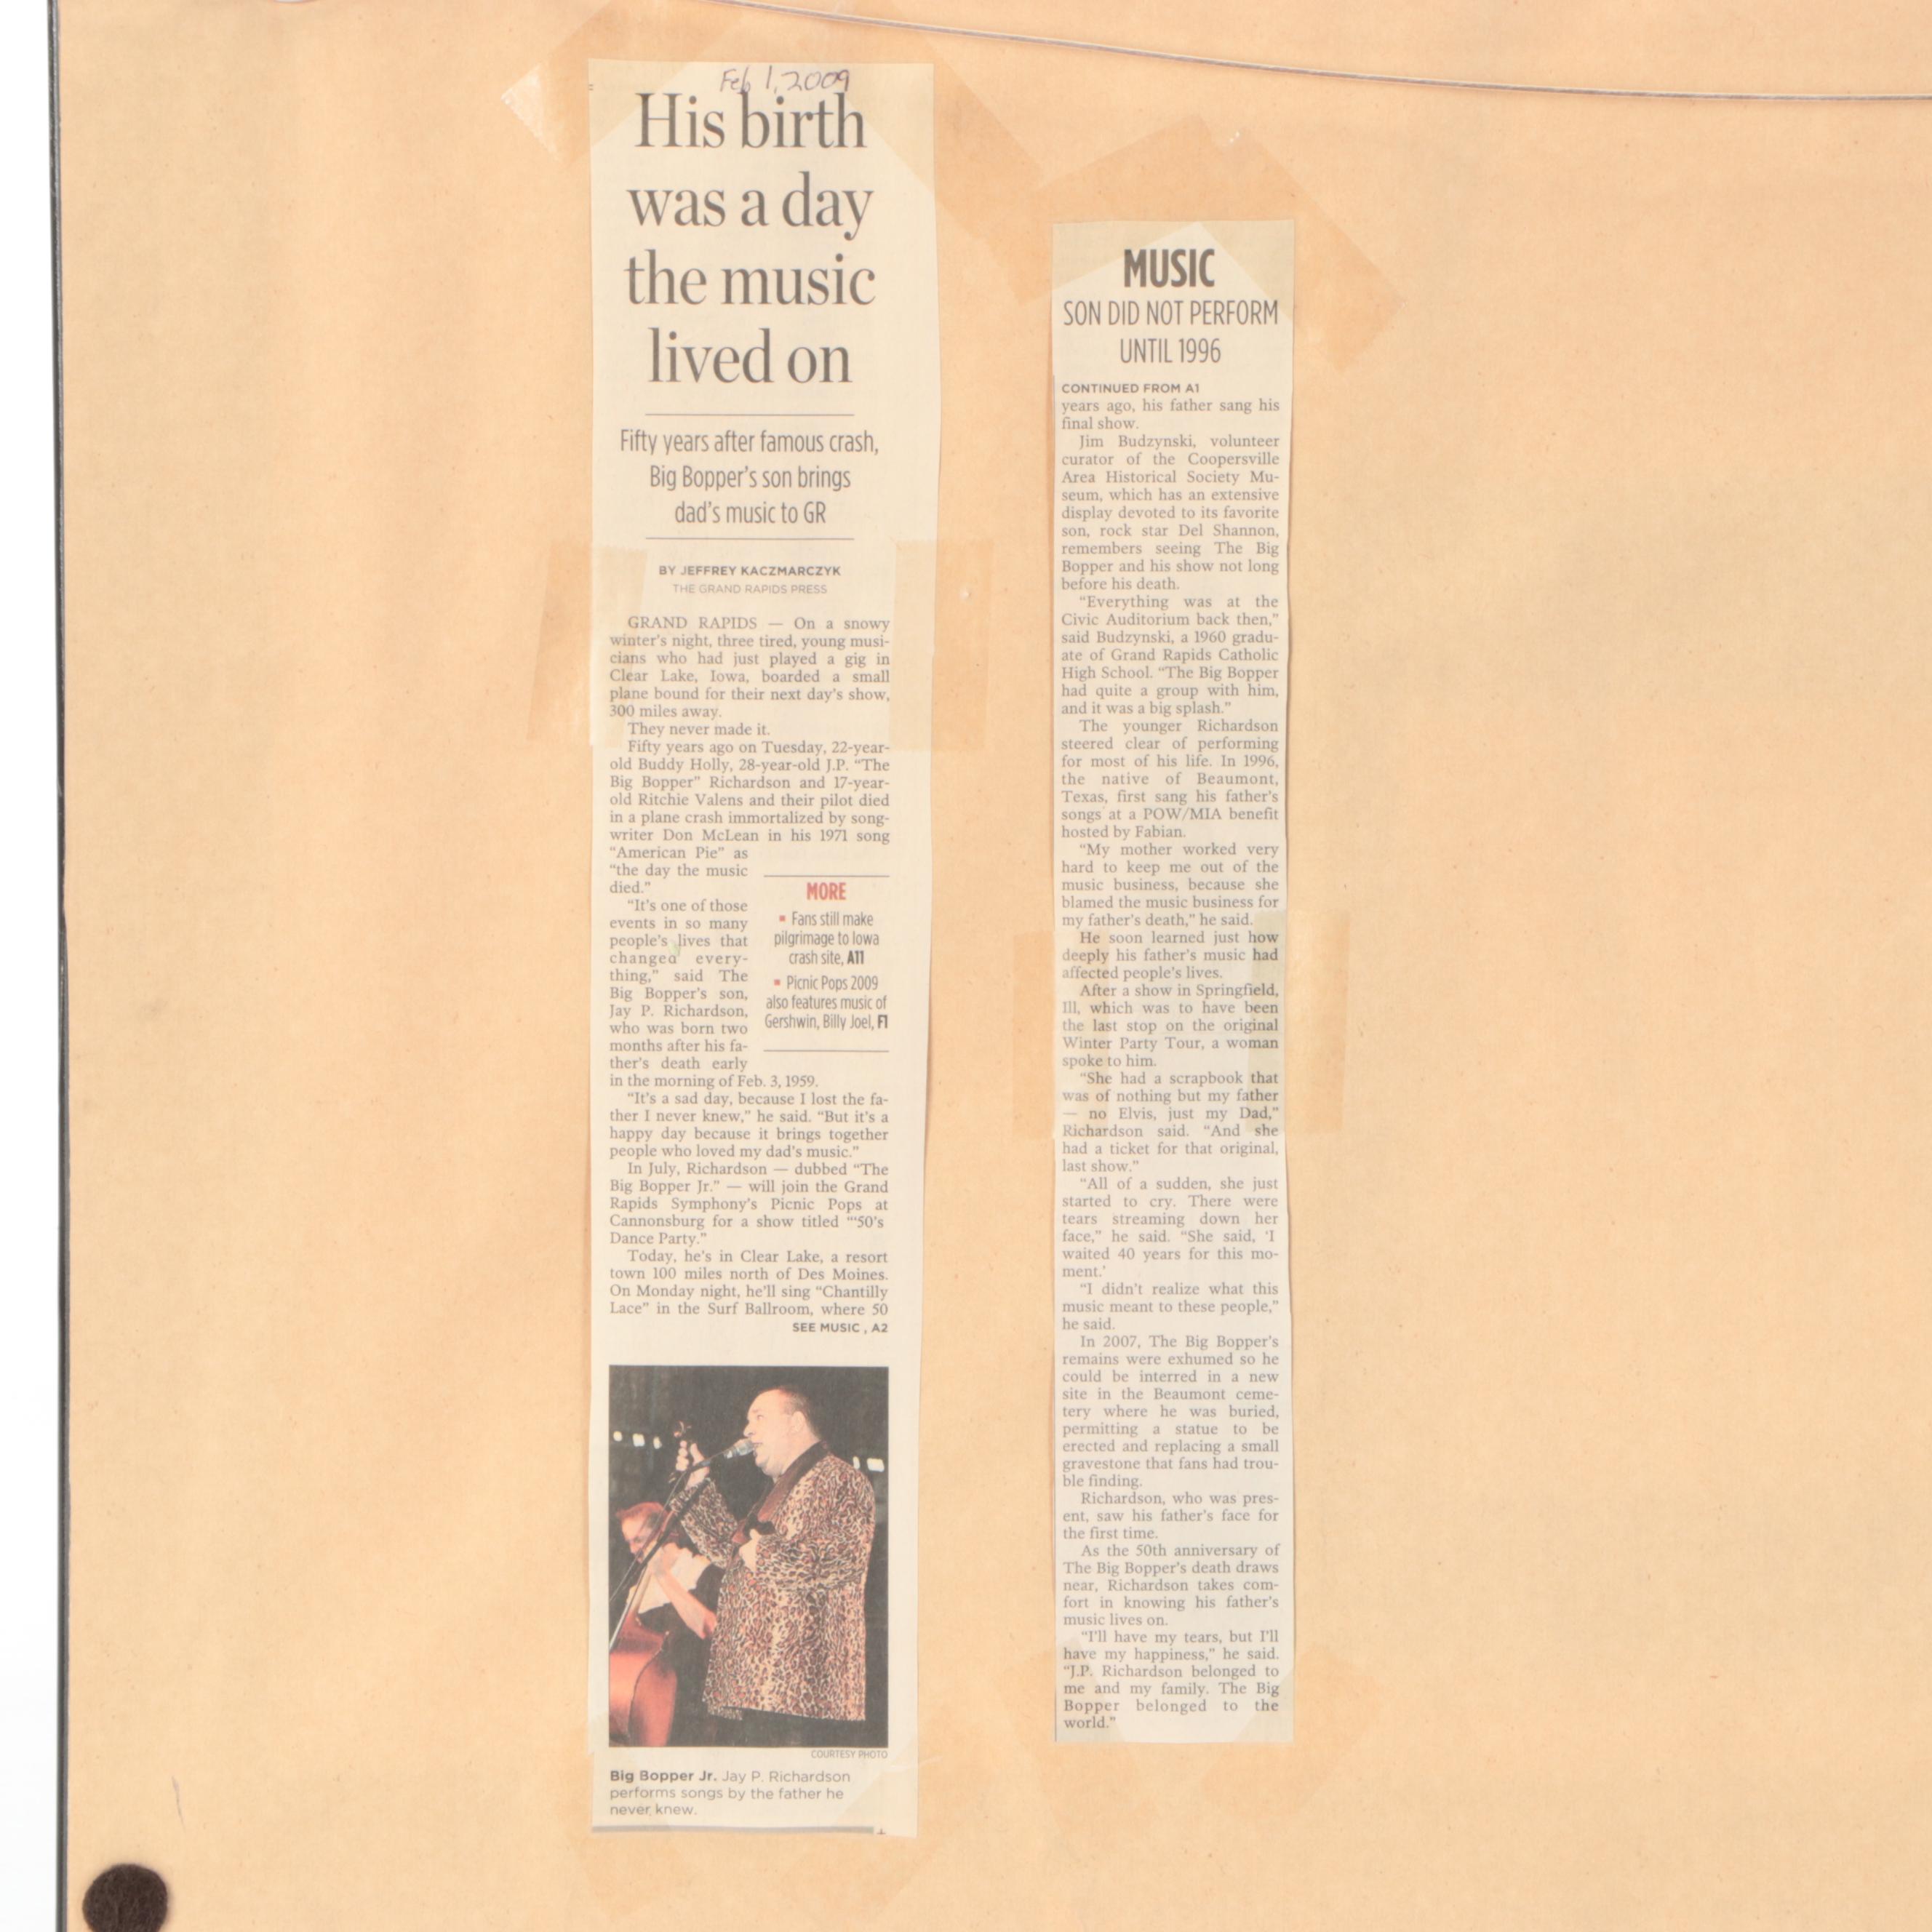 Feb 1, 2009
His birth
was a day
the music
lived on
Fifty years after famous crash,
Big Bopper's son brings
dad's music to GR
BY JEFFREY KACZMARCZYK
THE GRAND RAPIDS PRESS
GRAND RAPIDS — On a snowy
winter's night, three tired, young musi-
cians who had just played a gig in
Clear Lake, Iowa, boarded a small
plane bound for their next day's show,
300 miles away.
They never made it.
Fifty years ago on Tuesday, 22-year-
old Buddy Holly, 28-year-old J.P. “The
Big Bopper” Richardson and 17-year-
old Ritchie Valens and their pilot died
in a plane crash immortalized by song-
writer Don McLean in his 1971 song
“American Pie” as
“the day the music
died.”
“It's one of those
events in so many
people's lives that
changed every-
thing,” said The
Big Bopper's son,
Jay P. Richardson,
who was born two
months after his fa-
ther's death early
in the morning of Feb. 3, 1959.
“It's a sad day, because I lost the fa-
ther I never knew,” he said. “But it's a
happy day because it brings together
people who loved my dad's music.”
In July, Richardson — dubbed “The
Big Bopper Jr.” — will join the Grand
Rapids Symphony's Picnic Pops at
Cannonsburg for a show titled “'50's
Dance Party.”
Today, he's in Clear Lake, a resort
town 100 miles north of Des Moines.
On Monday night, he'll sing “Chantilly
Lace” in the Surf Ballroom, where 50
SEE MUSIC , A2
MORE
▪ Fans still make
pilgrimage to Iowa
crash site, A11
▪ Picnic Pops 2009
also features music of
Gershwin, Billy Joel, F1
COURTESY PHOTO
Big Bopper Jr. Jay P. Richardson
performs songs by the father he
never knew.
MUSIC
SON DID NOT PERFORM
UNTIL 1996
CONTINUED FROM A1
years ago, his father sang his
final show.
Jim Budzynski, volunteer
curator of the Coopersville
Area Historical Society Mu-
seum, which has an extensive
display devoted to its favorite
son, rock star Del Shannon,
remembers seeing The Big
Bopper and his show not long
before his death.
“Everything was at the
Civic Auditorium back then,”
said Budzynski, a 1960 gradu-
ate of Grand Rapids Catholic
High School. “The Big Bopper
had quite a group with him,
and it was a big splash.”
The younger Richardson
steered clear of performing
for most of his life. In 1996,
the native of Beaumont,
Texas, first sang his father's
songs at a POW/MIA benefit
hosted by Fabian.
“My mother worked very
hard to keep me out of the
music business, because she
blamed the music business for
my father's death,” he said.
He soon learned just how
deeply his father's music had
affected people's lives.
After a show in Springfield,
Ill, which was to have been
the last stop on the original
Winter Party Tour, a woman
spoke to him.
“She had a scrapbook that
was of nothing but my father
— no Elvis, just my Dad,”
Richardson said. “And she
had a ticket for that original,
last show.”
“All of a sudden, she just
started to cry. There were
tears streaming down her
face,” he said. “She said, ‘I
waited 40 years for this mo-
ment.’
“I didn't realize what this
music meant to these people,”
he said.
In 2007, The Big Bopper's
remains were exhumed so he
could be interred in a new
site in the Beaumont ceme-
tery where he was buried,
permitting a statue to be
erected and replacing a small
gravestone that fans had trou-
ble finding.
Richardson, who was pres-
ent, saw his father's face for
the first time.
As the 50th anniversary of
The Big Bopper's death draws
near, Richardson takes com-
fort in knowing his father's
music lives on.
“I'll have my tears, but I'll
have my happiness,” he said.
“J.P. Richardson belonged to
me and my family. The Big
Bopper belonged to the
world.”